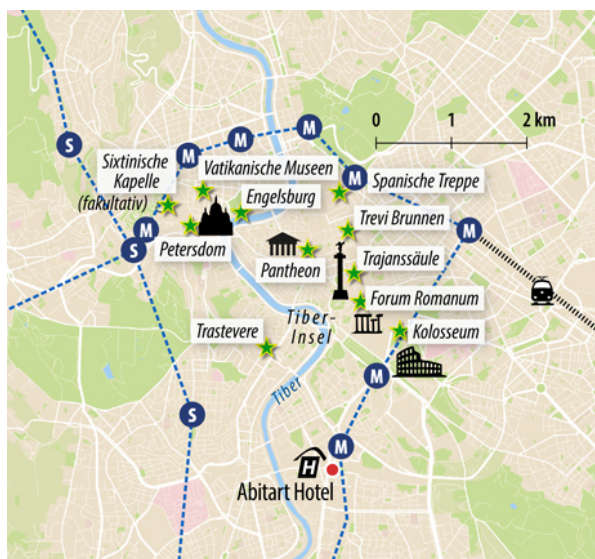 M
M
0 1 2 km
S
M
Sixtinische
Kapelle
(faKultativ)
Vatikanische Museen
M
Spanische Treppe
Engelsburg
M
S
Petersdom
Trevi Brunnen
M
Pantheon
Trajanssäule
Tiber-
Insel
Forum Romanum
Trastevere
Kolosseum
M
Tiber
S
M
H
Abitart Hotel